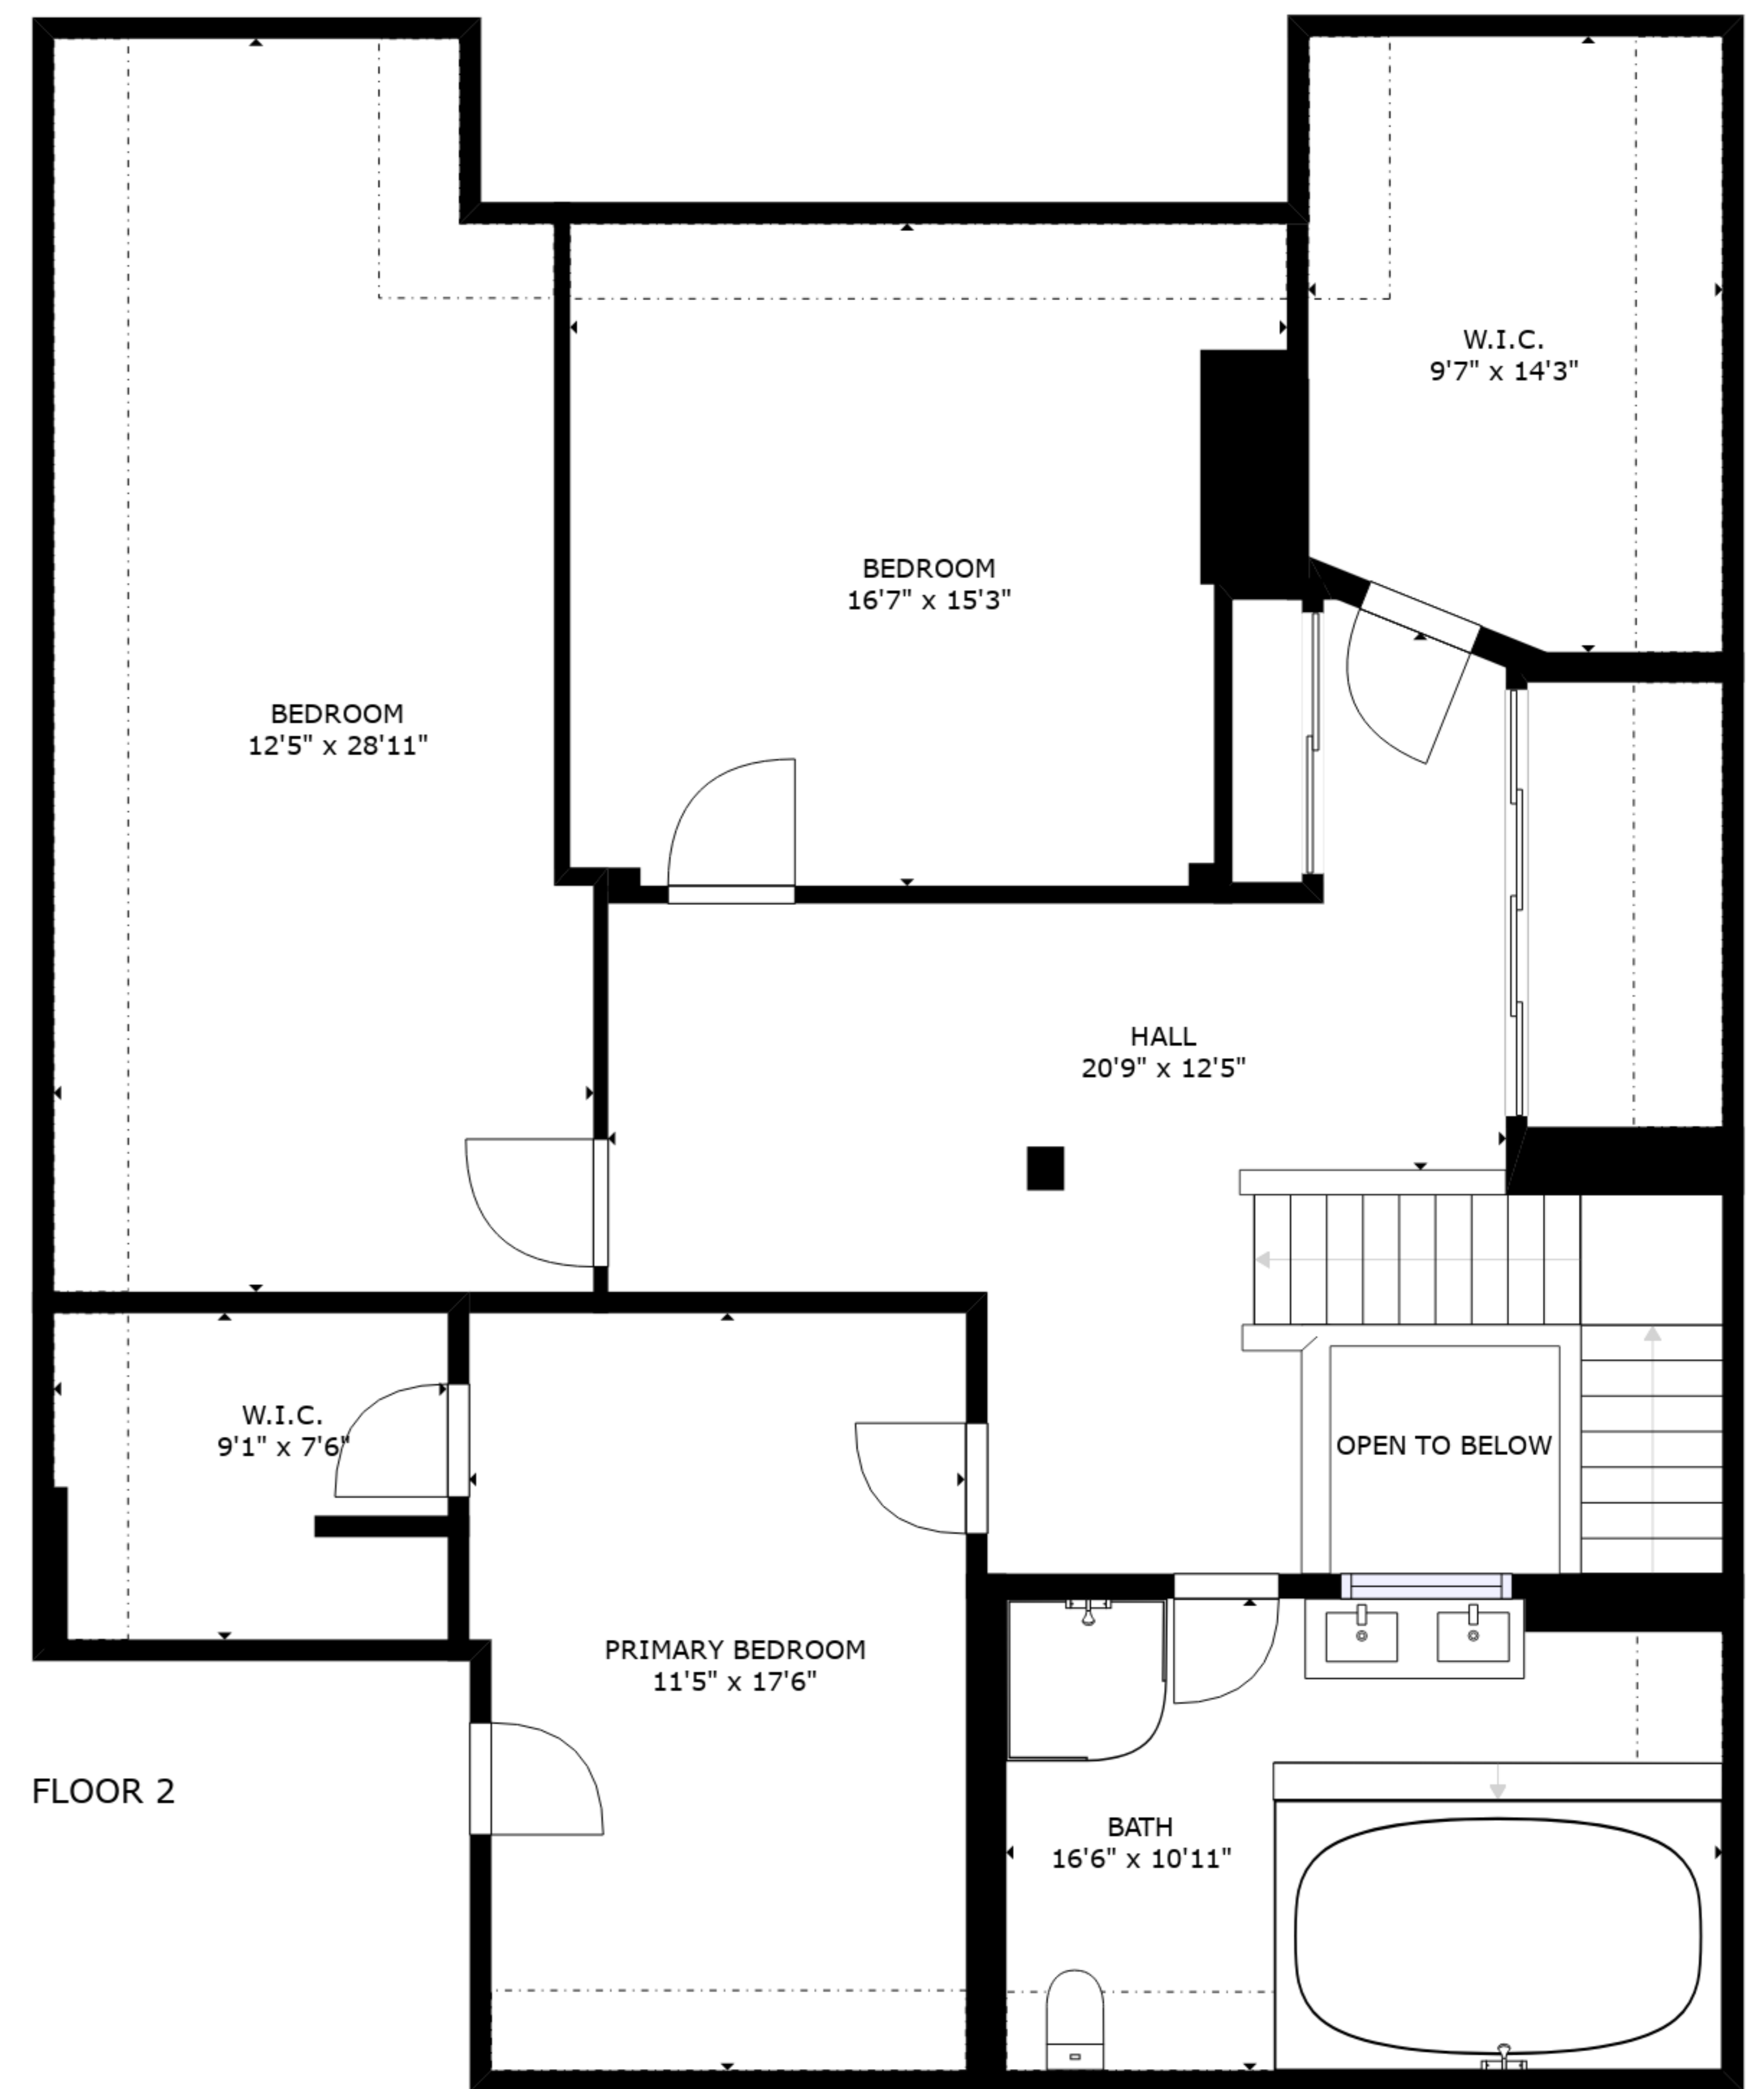 W.I.C.
9'7" x 14'3"
BEDROOM
16'7" x 15'3"
BEDROOM
12'5" x 28'11"
HALL
20'9" x 12'5"
W.I.C.
9'1" x 7'6"
OPEN TO BELOW
PRIMARY BEDROOM
11'5" x 17'6"
FLOOR 2
BATH
16'6" x 10'11"